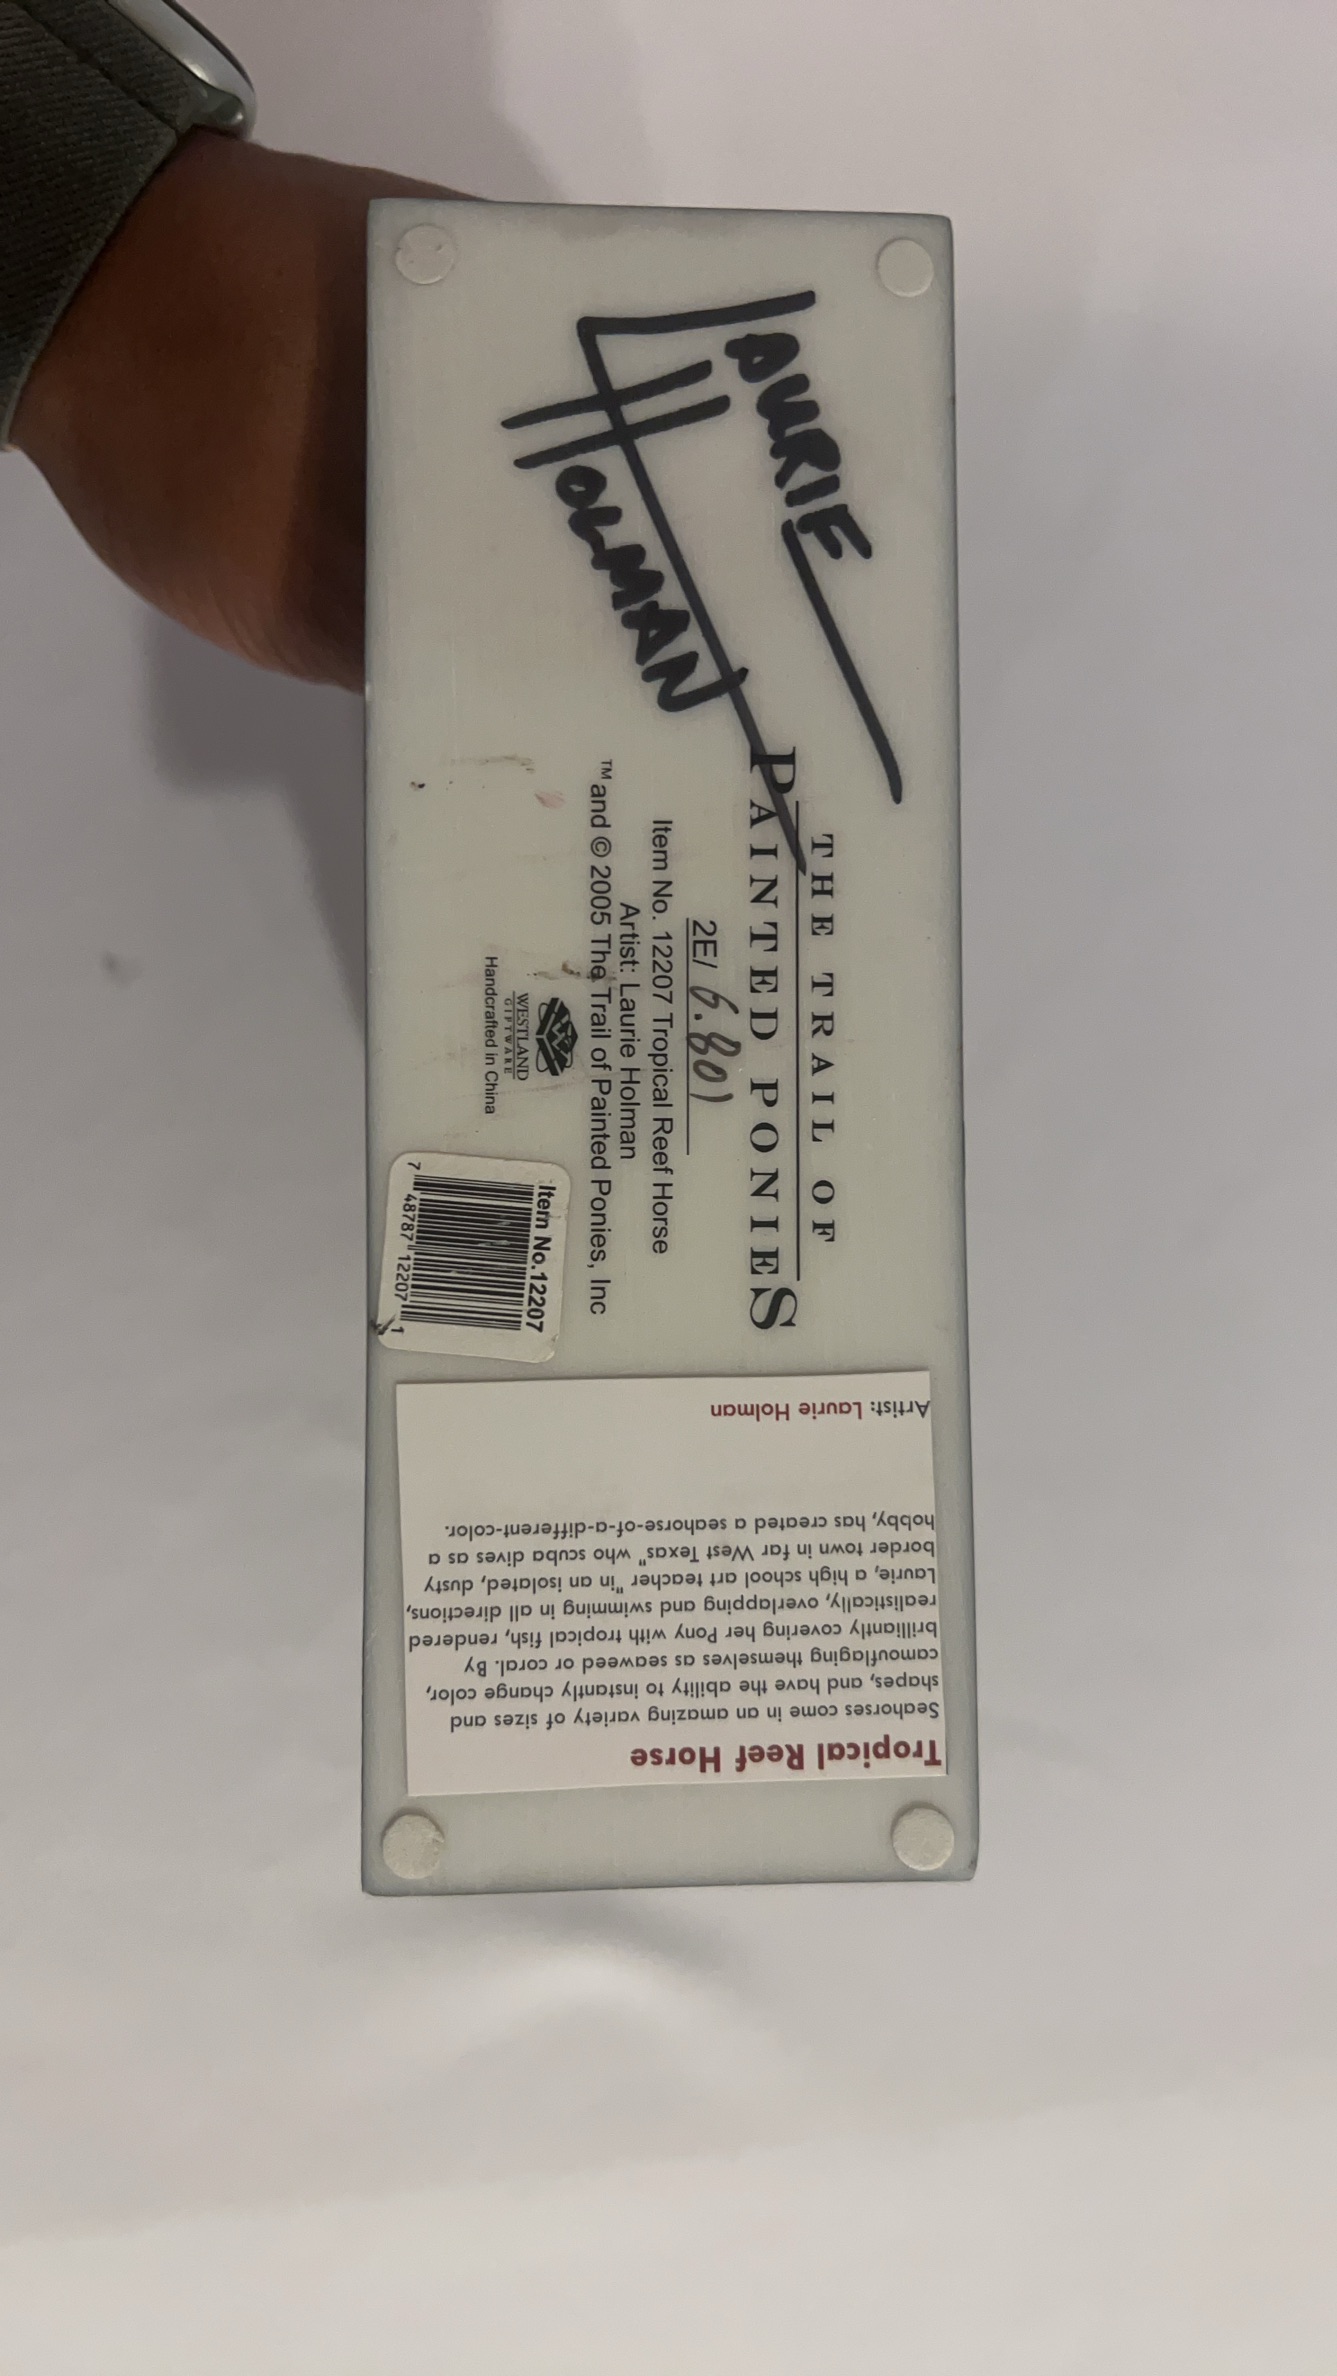 LAURIE
HOLMAN
THE TRAIL OF
PAINTED PONIES
2E/ 6.801
Item No. 12207 Tropical Reef Horse
Artist: Laurie Holman
™ and © 2005 The Trail of Painted Ponies, Inc
WESTLAND
GIFTWARE
Handcrafted in China
Item No.12207
7 48787 12207 1
Tropical Reef Horse
Seahorses come in an amazing variety of sizes and
shapes, and have the ability to instantly change color,
camouflaging themselves as seaweed or coral. By
brilliantly covering her Pony with tropical fish, rendered
realistically, overlapping and swimming in all directions,
Laurie, a high school art teacher "in an isolated, dusty
border town in far West Texas" who scuba dives as a
hobby, has created a seahorse-of-a-different-color.
Artist: Laurie Holman